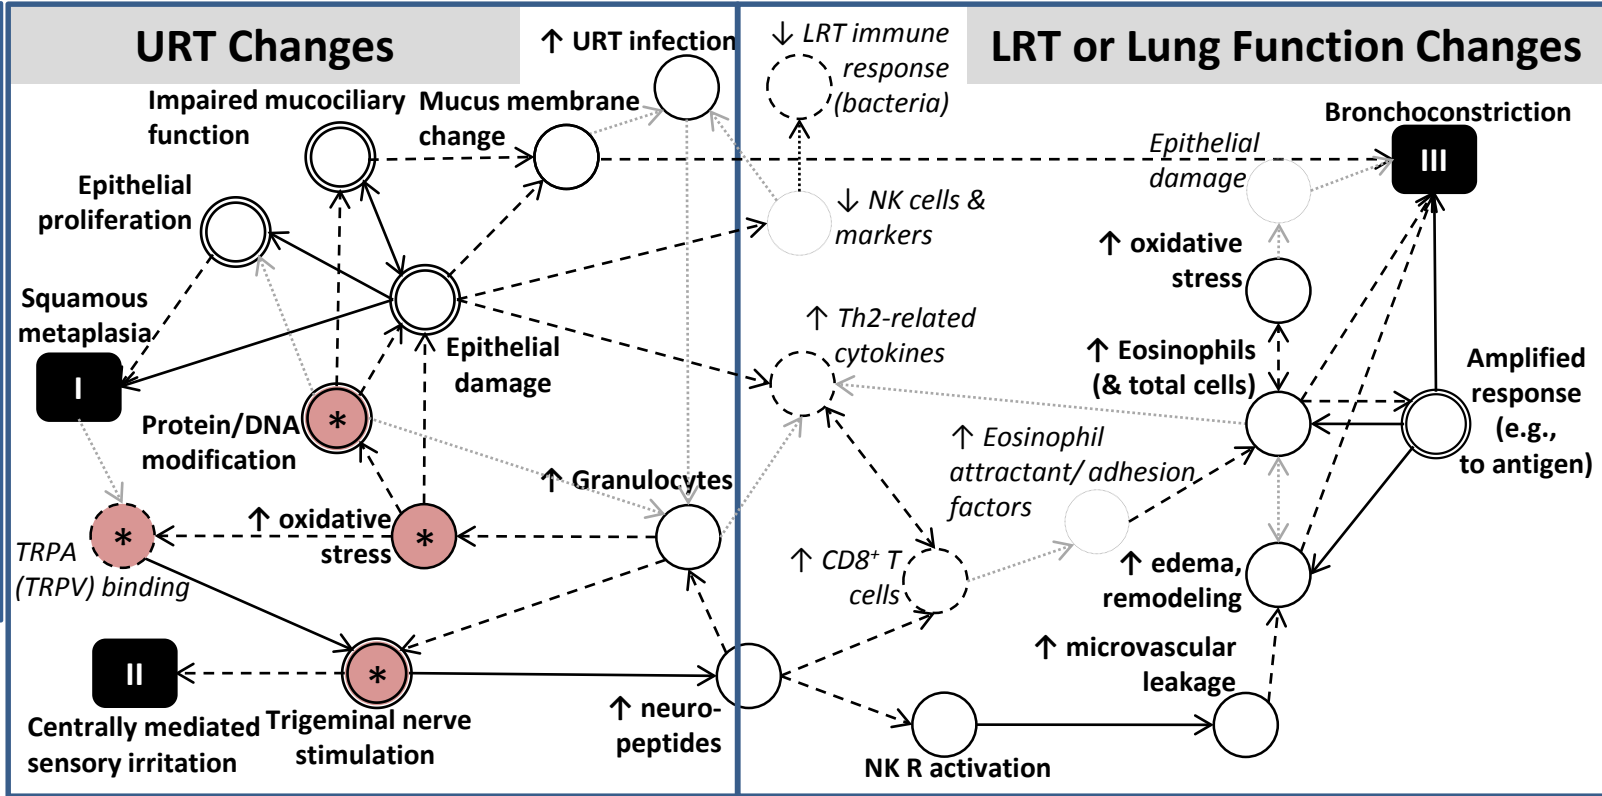 URT Changes
↑ URT infection
Impaired mucociliary
function
Mucus membrane
change
Epithelial
proliferation
Squamous
metaplasia
I
Epithelial
damage
*
Protein/DNA
modification
↑ Granulocytes
*
TRPA
(TRPV) binding
↑ oxidative
stress
*
II
Centrally mediated
sensory irritation
*
Trigeminal nerve
stimulation
↑ neuro-
peptides
↓ LRT immune
response
(bacteria)
LRT or Lung Function Changes
Bronchoconstriction
III
Epithelial
damage
↓ NK cells &
markers
↑ oxidative
stress
↑ Th2-related
cytokines
↑ Eosinophils
(& total cells)
Amplified
response
(e.g.,
to antigen)
↑ Eosinophil
attractant/ adhesion
factors
↑ CD8+ T
cells
↑ edema,
remodeling
↑ microvascular
leakage
NK R activation